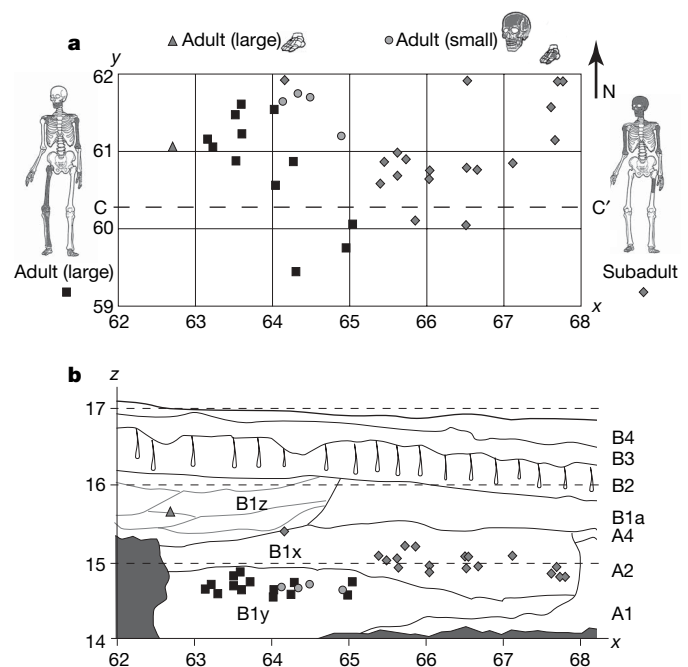 a
Adult (large)
Adult (small)
y
62
N
61
C
C′
60
Adult (large)
Subadult
59
x
62 63 64 65 66 67 68
b
z
17
B4
B3
16
B2
B1z
B1a
A4
B1x
15
A2
B1y
A1
14
x
62 63 64 65 66 67 68